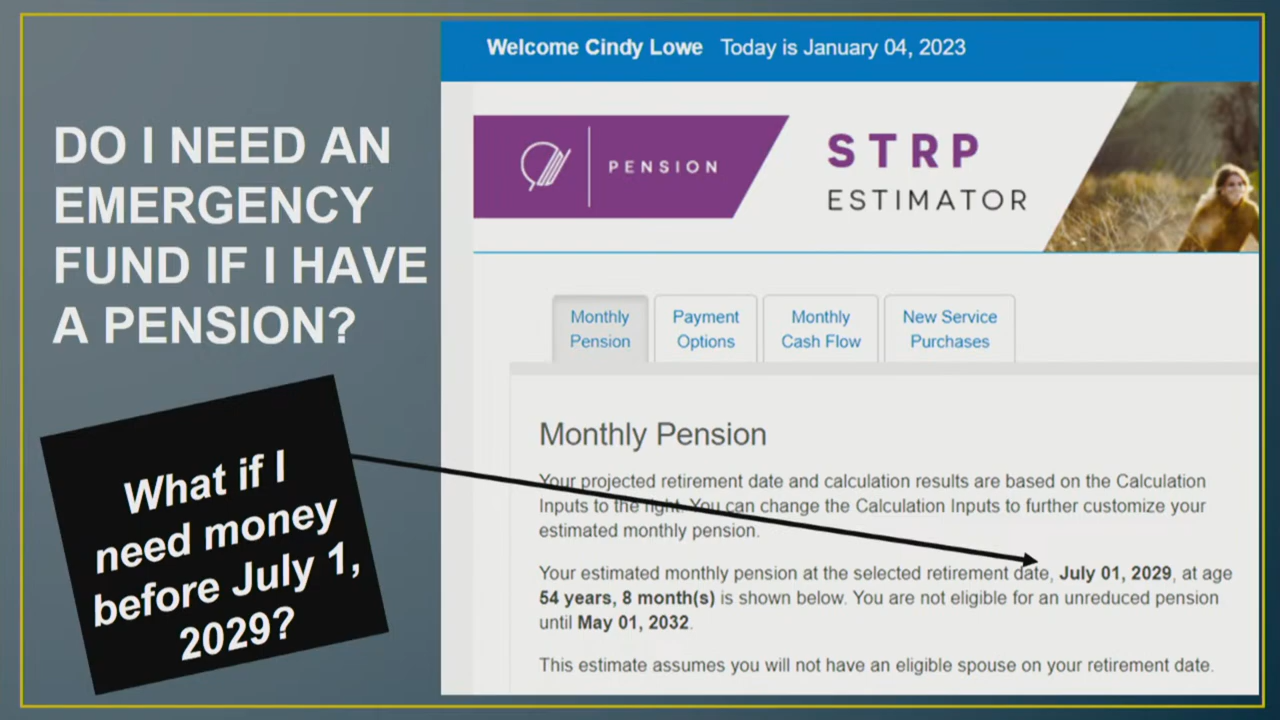 DO I NEED AN
EMERGENCY
FUND IF I HAVE
A PENSION?
What if I
need money
before July 1,
2029?
Welcome Cindy Lowe Today is January 04, 2023
PENSION
STRP
ESTIMATOR
Monthly
Pension
Payment
Options
Monthly
Cash Flow
New Service
Purchases
Monthly Pension
Your projected retirement date and calculation results are based on the Calculation
Inputs to the right. You can change the Calculation Inputs to further customize your
estimated monthly pension.
Your estimated monthly pension at the selected retirement date, July 01, 2029, at age
54 years, 8 month(s) is shown below. You are not eligible for an unreduced pension
until May 01, 2032.
This estimate assumes you will not have an eligible spouse on your retirement date.